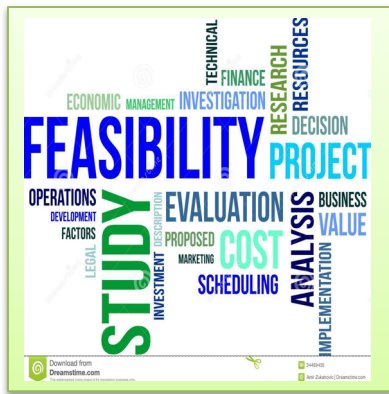 TECHNICAL
FINANCE
RESEARCH
RESOURCES
ECONOMIC
MANAGEMENT
INVESTIGATION
DECISION
FEASIBILITY
PROJECT
OPERATIONS
DEVELOPMENT
FACTORS
LEGAL
STUDY
INVESTMENT
DESCRIPTION
EVALUATION
PROPOSED
MARKETING
COST
SCHEDULING
ANALYSIS
BUSINESS
VALUE
IMPLEMENTATION
Download from
Dreamstime.com